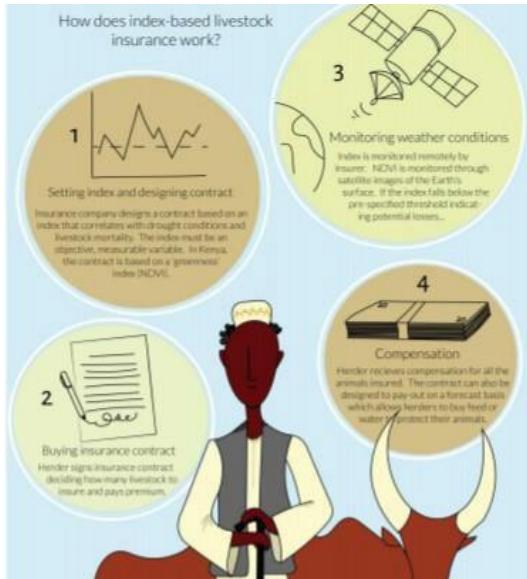 How does index-based livestock
insurance work?
1
Setting index and designing contract
Insurance company designs a contract based on an
index that correlates with drought conditions and
livestock mortality. The index must be an
objective, measurable variable. In Kenya,
the contract is based on a 'greenness'
index (NDVI).
2
Buying insurance contract
Herder signs insurance contract
deciding how many livestock to
insure and pays premium.
3
Monitoring weather conditions
Index is monitored remotely by
insurer. NDVI is monitored through
satellite images of the Earth's
surface. If the index falls below the
pre-specified threshold indicat-
ing potential losses...
4
Compensation
Herder recieves compensation for all the
animals insured. The contract can also be
designed to pay-out on a forecast basis
which allows herders to buy feed or
water to protect their animals.